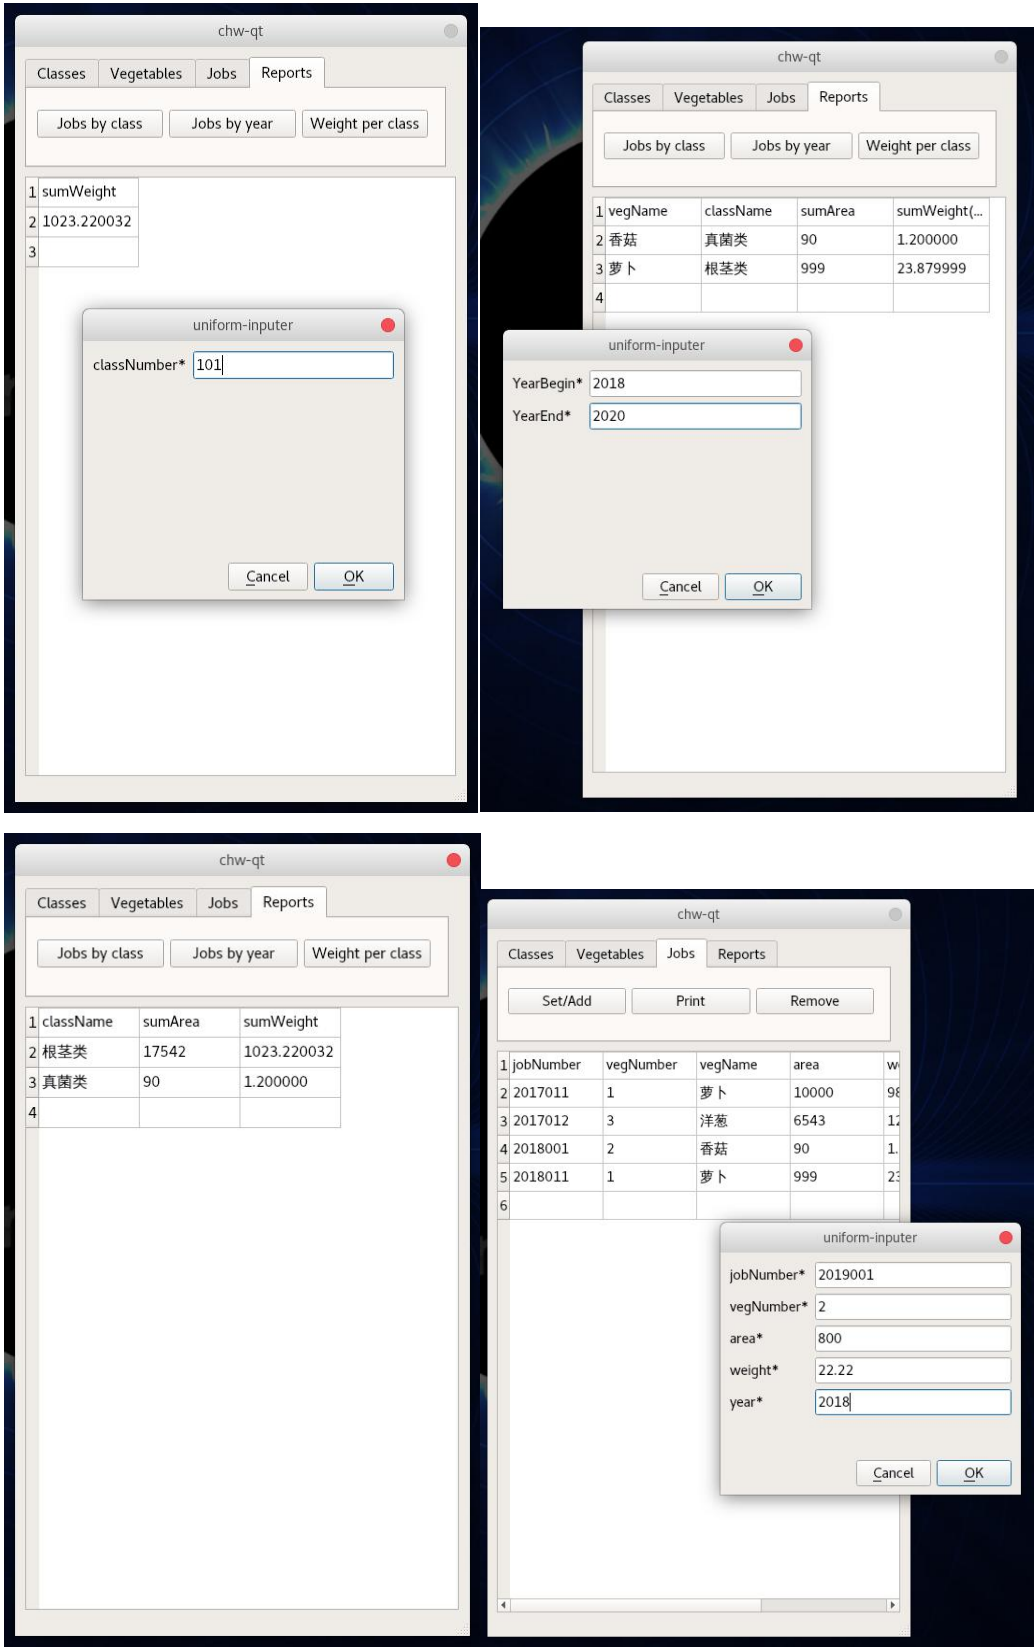 chw-qt
Classes Vegetables Jobs Reports
Jobs by class Jobs by year Weight per class
1 sumWeight
2 1023.220032
3
uniform-inputer
classNumber* 101
Cancel OK
chw-qt
Classes Vegetables Jobs Reports
Jobs by class Jobs by year Weight per class
1 vegName className sumArea sumWeight(...
2 香菇 真菌类 90 1.200000
3 萝卜 根茎类 999 23.879999
4
uniform-inputer
YearBegin* 2018
YearEnd* 2020
Cancel OK
chw-qt
Classes Vegetables Jobs Reports
Jobs by class Jobs by year Weight per class
1 className sumArea sumWeight
2 根茎类 17542 1023.220032
3 真菌类 90 1.200000
4
chw-qt
Classes Vegetables Jobs Reports
Set/Add Print Remove
1 jobNumber vegNumber vegName area
2 2017011 1 萝卜 10000
3 2017012 3 洋葱 6543
4 2018001 2 香菇 90
5 2018011 1 萝卜 999
6
uniform-inputer
jobNumber* 2019001
vegNumber* 2
area* 800
weight* 22.22
year* 2018
Cancel OK